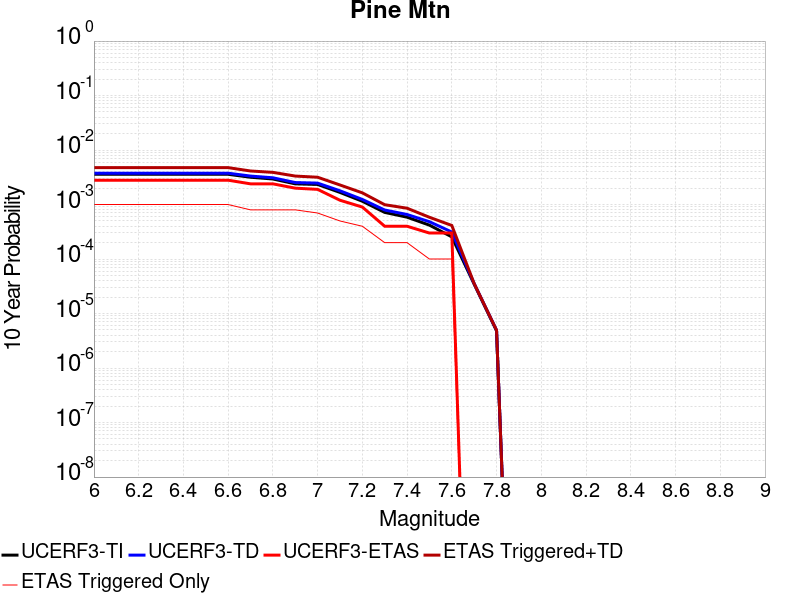 Pine Mtn
10 0
10 -1
10 -2
10 -3
10 -4
10 -5
10 -6
10 -7
10 -8
10 Year Probability
6 6.2 6.4 6.6 6.8 7 7.2 7.4 7.6 7.8 8 8.2 8.4 8.6 8.8 9
Magnitude
UCERF3-TI UCERF3-TD UCERF3-ETAS ETAS Triggered+TD
ETAS Triggered Only